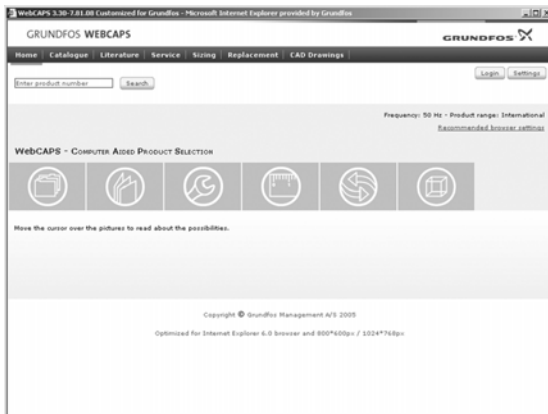 WebCAPS 3.30-7.01.00 Customized for Grundfos - Microsoft Internet Explorer provided by Grundfos
GRUNDFOS WEBCAPS
GRUNDFOS
Home Catalogue Literature Service Sizing Replacement CAD Drawings
Login Settings
Enter product number Search
Frequency: 50 Hz - Product range: International
Recommended browser settings
WebCAPS - Computer Aided Product Selection
Move the cursor over the pictures to read about the possibilities.
Copyright © Grundfos Management A/S 2005
Optimised for Internet Explorer 6.0 browser and 800*600px / 1024*768px